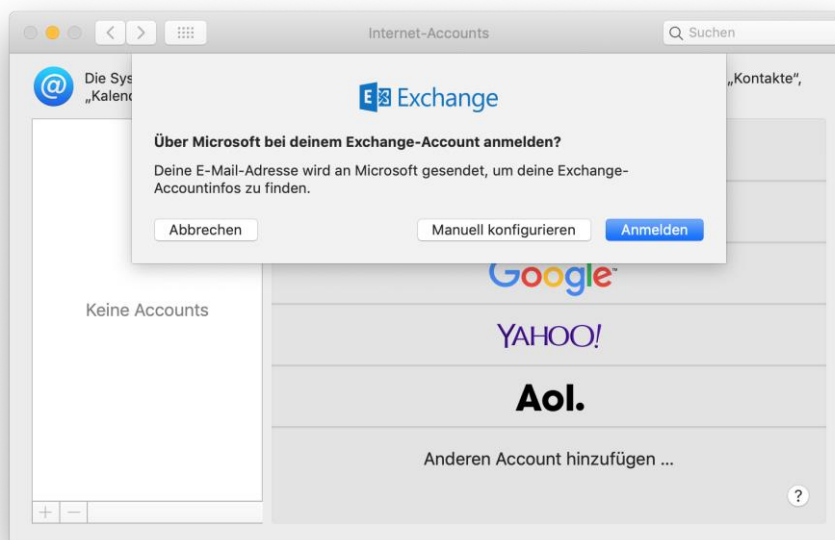 Internet-Accounts
Suchen
Die Sys
„Kontakte“,
„Kalend
E Exchange
Über Microsoft bei deinem Exchange-Account anmelden?
Deine E-Mail-Adresse wird an Microsoft gesendet, um deine Exchange-
Accountinfos zu finden.
Abbrechen
Manuell konfigurieren
Anmelden
Google
Keine Accounts
YAHOO!
Aol.
Anderen Account hinzufügen ...
?